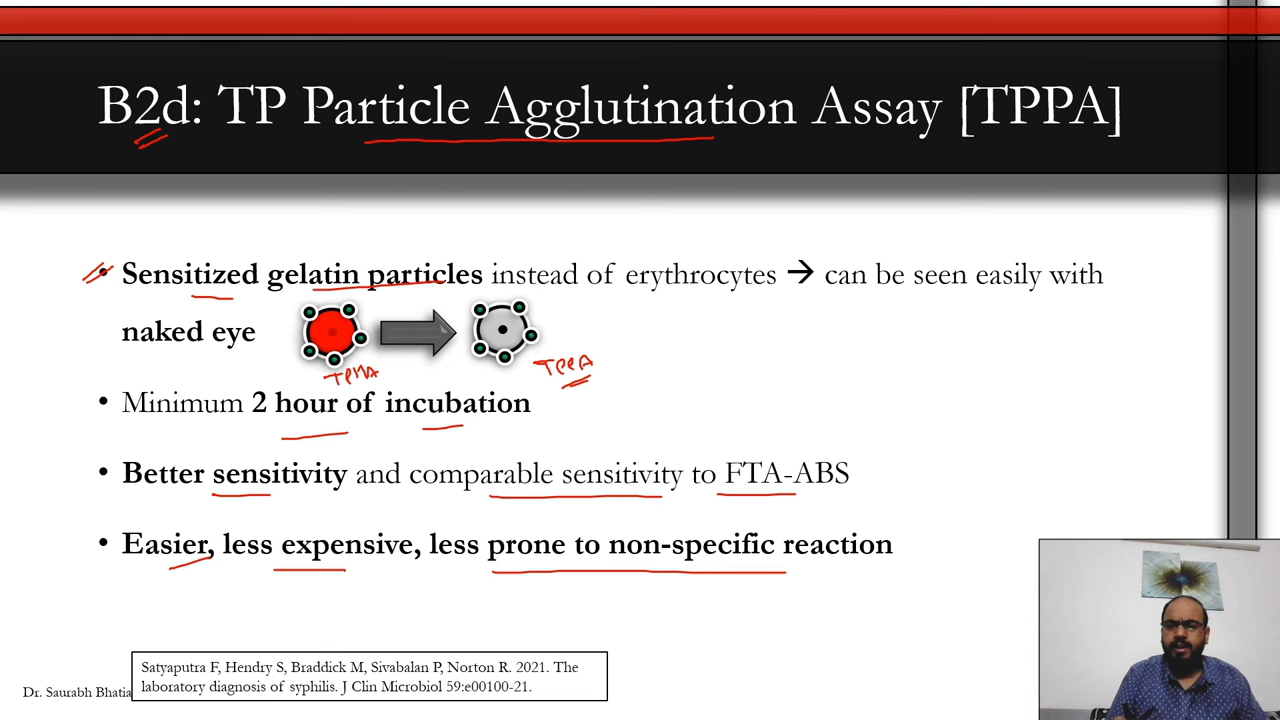 B2d: TP Particle Agglutination Assay [TPPA]
• Sensitized gelatin particles instead of erythrocytes → can be seen easily with
naked eye
TPHA
TPPA
• Minimum 2 hour of incubation
• Better sensitivity and comparable sensitivity to FTA-ABS
• Easier, less expensive, less prone to non-specific reaction
Satyaputra F, Hendry S, Braddick M, Sivabalan P, Norton R. 2021. The
laboratory diagnosis of syphilis. J Clin Microbiol 59:e00100-21.
Dr. Saurabh Bhatia